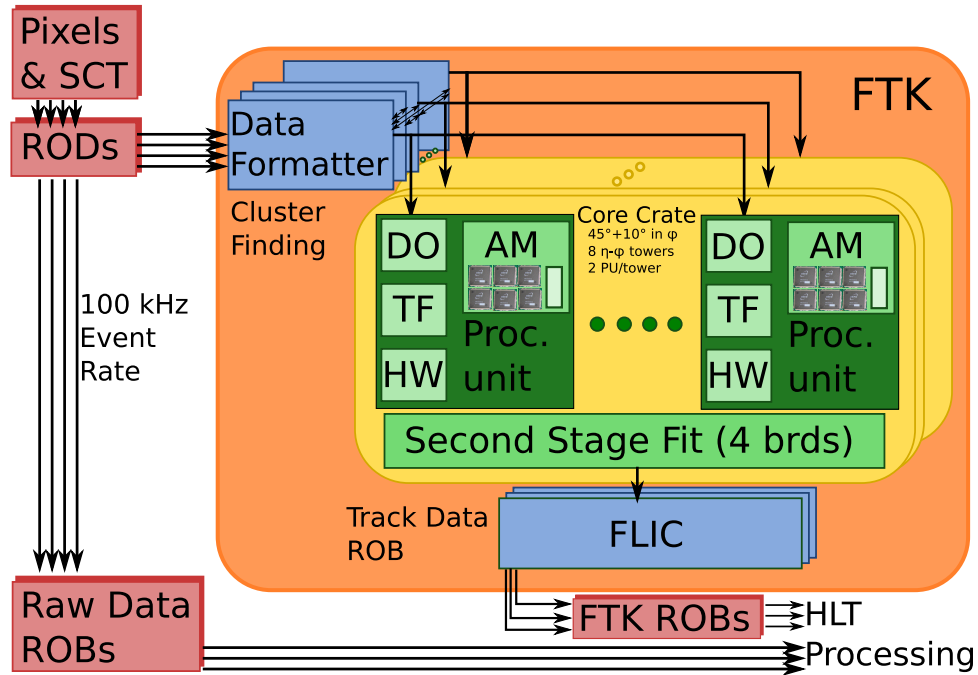 Pixels
& SCT
RODs
Data
Formatter
Cluster
Finding
FTK
100 kHz
Event
Rate
Core Crate
45°+10° in φ
8 η-φ towers
2 PU/tower
DO
TF
HW
AM
Proc.
unit
DO
TF
HW
AM
Proc.
unit
Second Stage Fit (4 brds)
Track Data
ROB
FLIC
Raw Data
ROBs
FTK ROBs
HLT
Processing